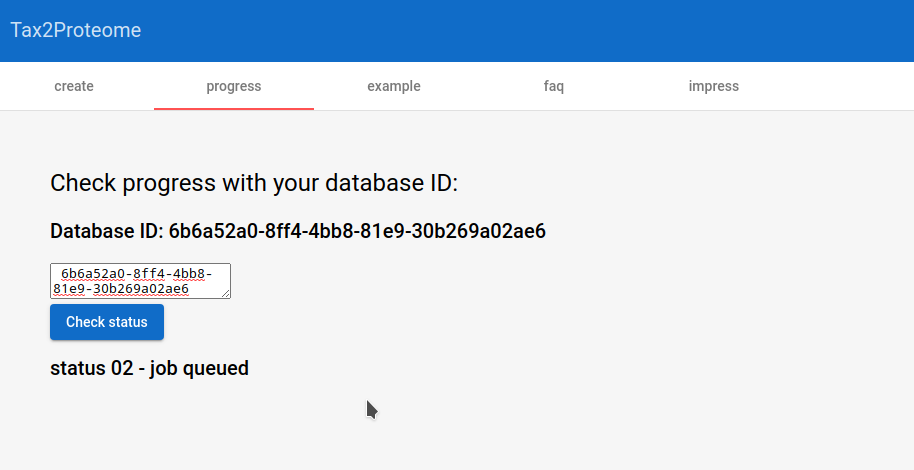 Tax2Proteome
create progress example faq impress
Check progress with your database ID:
Database ID: 6b6a52a0-8ff4-4bb8-81e9-30b269a02ae6
6b6a52a0-8ff4-4bb8-
81e9-30b269a02ae6
Check status
status 02 - job queued